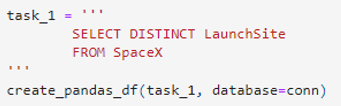 task_1 = '''
SELECT DISTINCT LaunchSite
FROM SpaceX
'''
create_pandas_df(task_1, database=conn)